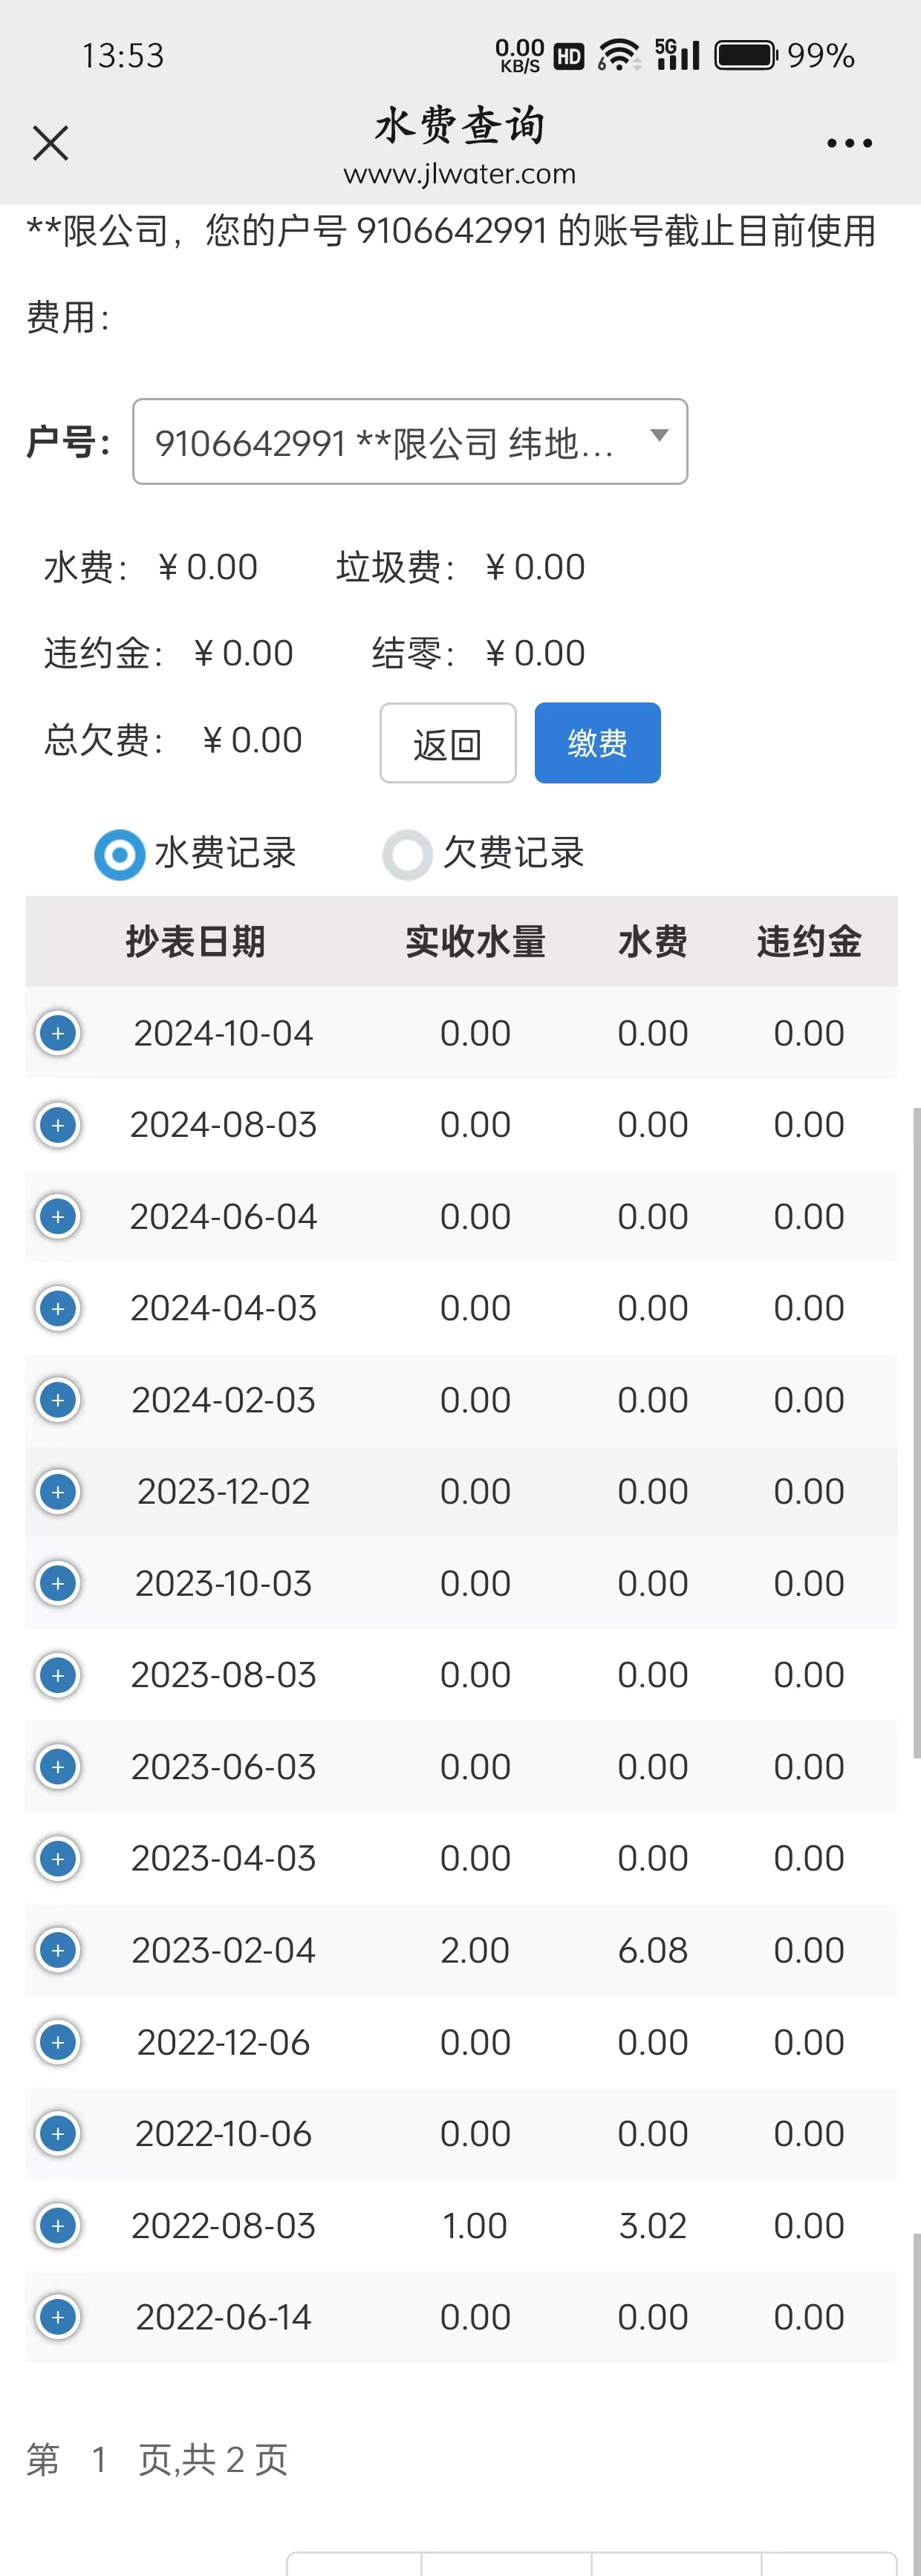 13:53 0.00 KB/S HD 6 5G 99%
水费查询
www.jlwater.com
**限公司，您的户号 9106642991 的账号截止目前使用
费用：
户号： 9106642991 **限公司 纬地...
水费： ¥ 0.00 垃圾费： ¥ 0.00
违约金： ¥ 0.00 结零： ¥ 0.00
总欠费： ¥ 0.00 返回 缴费
水费记录 欠费记录
抄表日期 实收水量 水费 违约金
2024-10-04 0.00 0.00 0.00
2024-08-03 0.00 0.00 0.00
2024-06-04 0.00 0.00 0.00
2024-04-03 0.00 0.00 0.00
2024-02-03 0.00 0.00 0.00
2023-12-02 0.00 0.00 0.00
2023-10-03 0.00 0.00 0.00
2023-08-03 0.00 0.00 0.00
2023-06-03 0.00 0.00 0.00
2023-04-03 0.00 0.00 0.00
2023-02-04 2.00 6.08 0.00
2022-12-06 0.00 0.00 0.00
2022-10-06 0.00 0.00 0.00
2022-08-03 1.00 3.02 0.00
2022-06-14 0.00 0.00 0.00
第 1 页,共 2 页